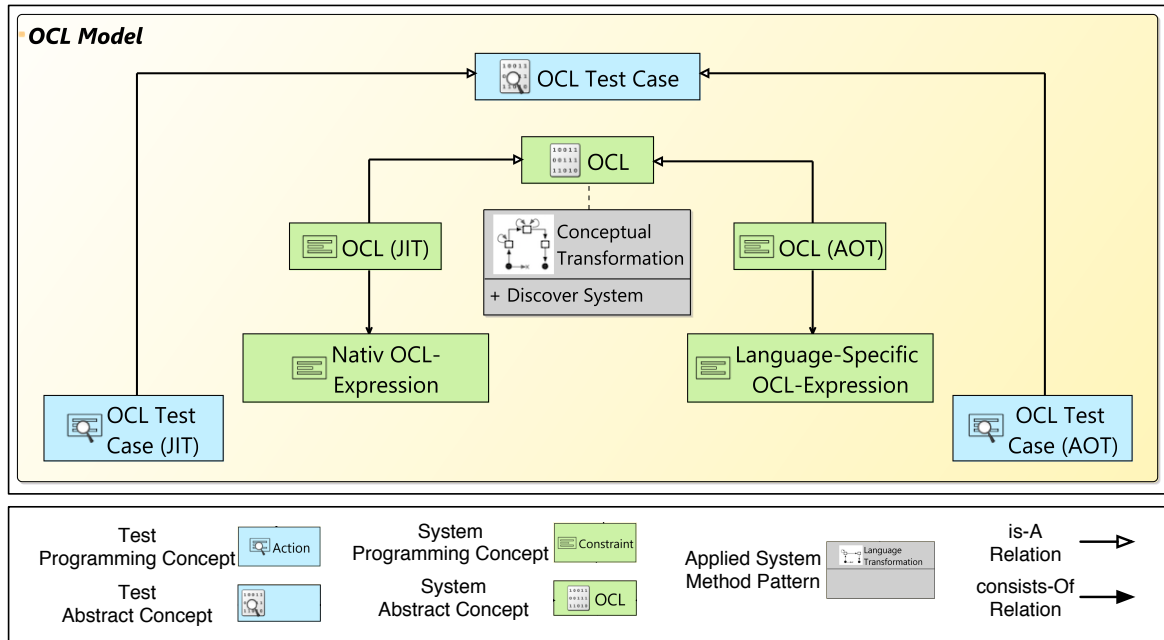 OCL Model
OCL Test Case
OCL
OCL (JIT)
Conceptual
Transformation
+ Discover System
OCL (AOT)
Nativ OCL-
Expression
Language-Specific
OCL-Expression
OCL Test
Case (JIT)
OCL Test
Case (AOT)
Test
Programming Concept
Action
System
Programming Concept
Constraint
Applied System
Method Pattern
Language
Transformation
is-A
Relation
Test
Abstract Concept
System
Abstract Concept
OCL
consists-Of
Relation